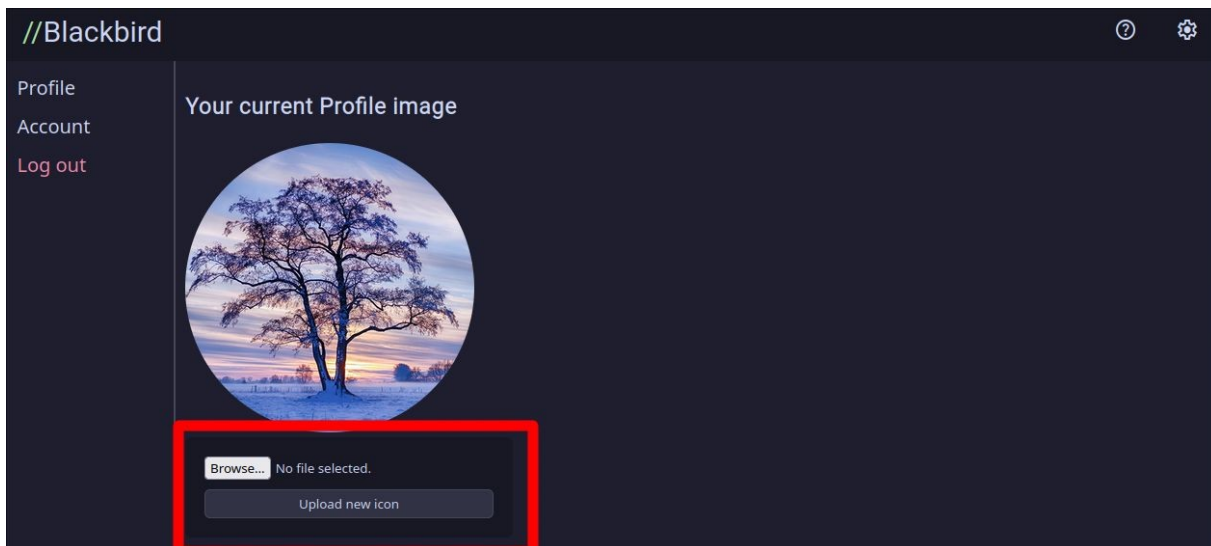 //Blackbird
Profile
Account
Log out
Your current Profile image
Browse... No file selected.
Upload new icon